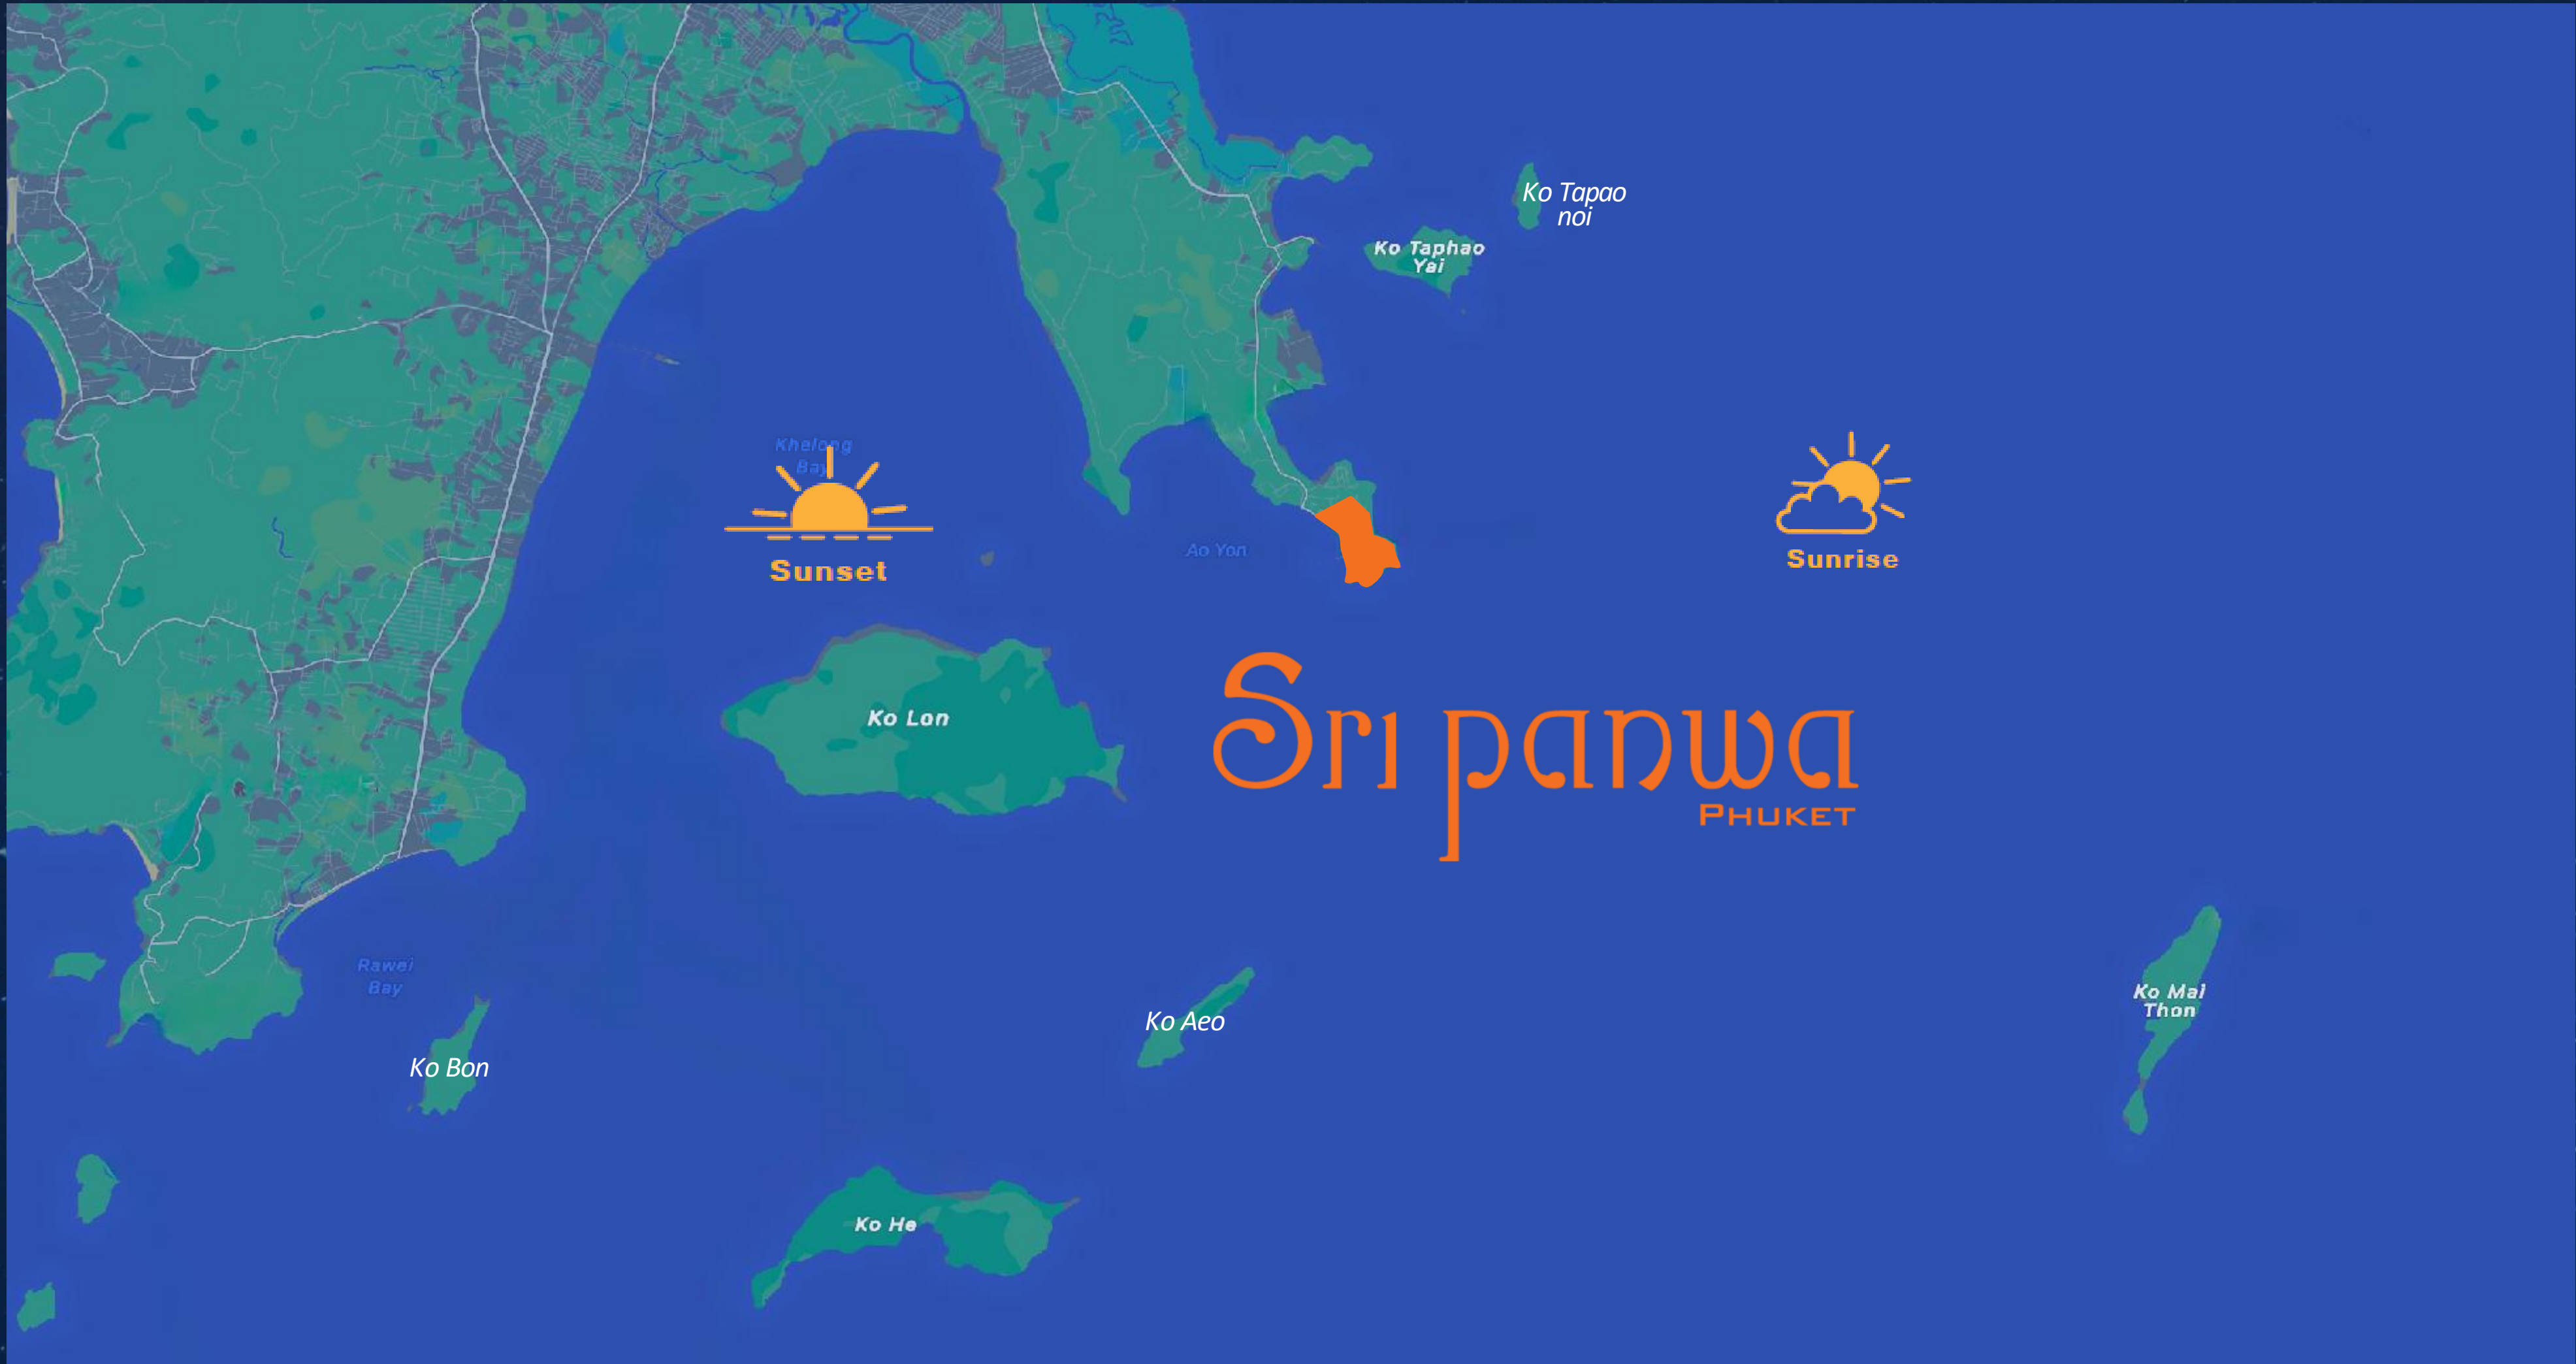 Ko Tapao
noi
Ko Taphao
Yai
Khelong
Bay
Sunset
Ao Yon
Sunrise
Ko Lon
Sri panwa
PHUKET
Rawei
Bay
Ko Bon
Ko Aeo
Ko Mai
Thon
Ko He